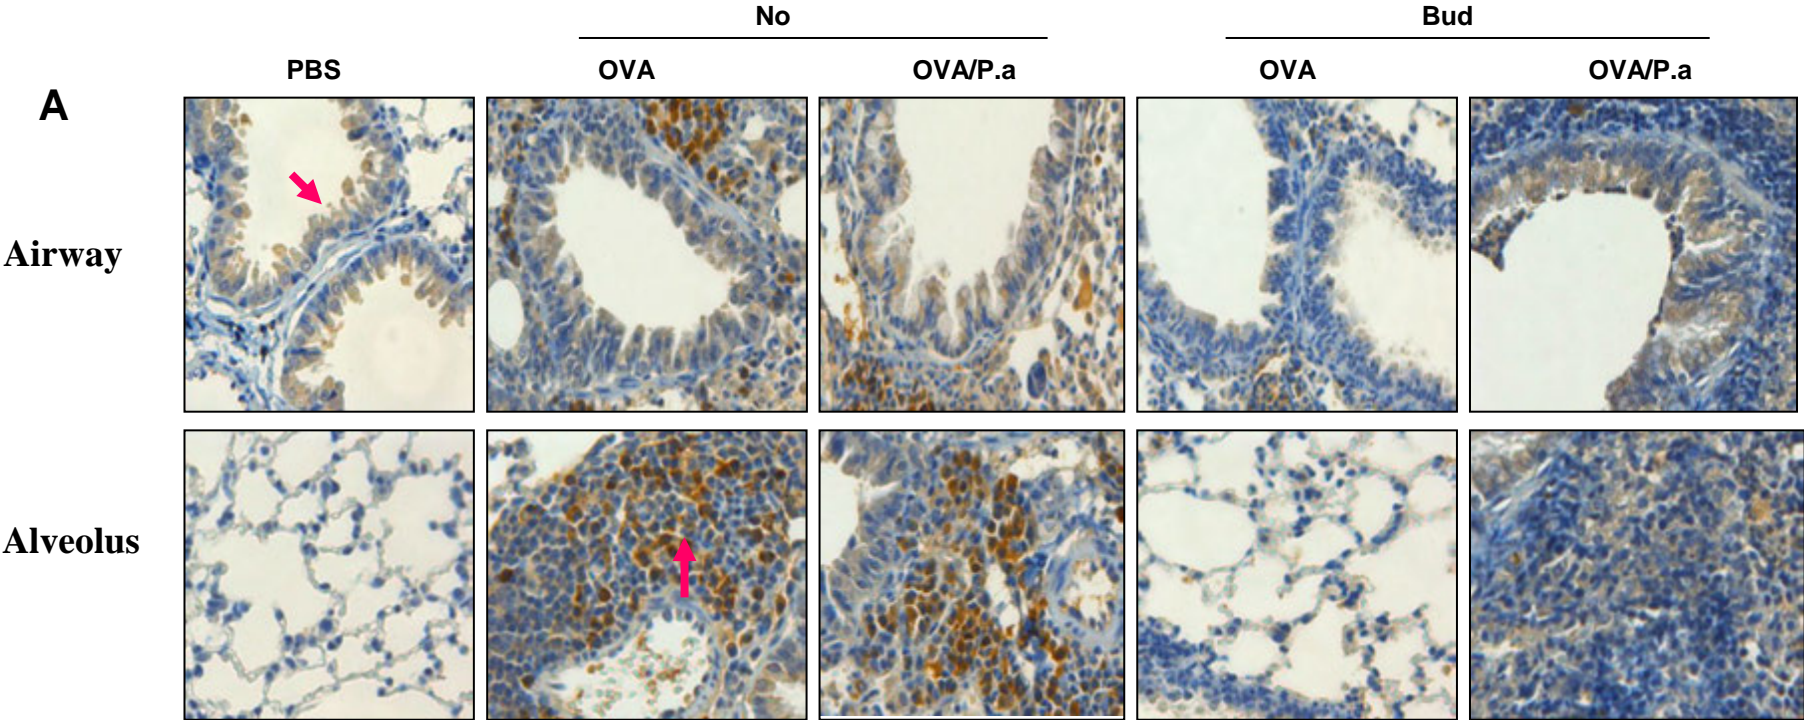 No Bud
PBS OVA OVA/P.a OVA OVA/P.a
A
Airway
Alveolus